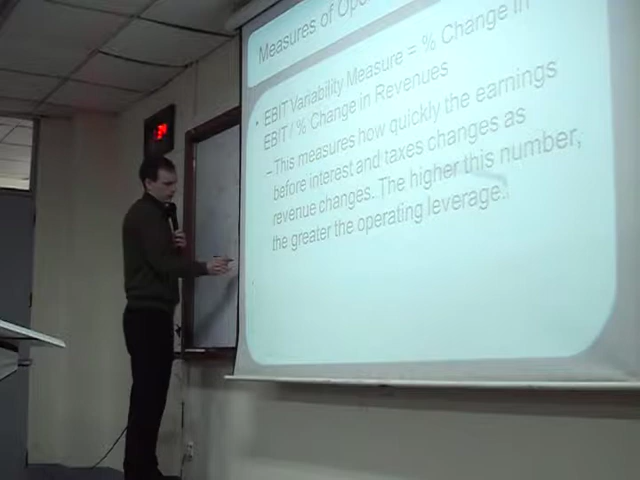 Measures of Op
• EBIT Variability Measure = % Change in
EBIT / % Change in Revenues
– This measures how quickly the earnings
before interest and taxes changes as
revenue changes. The higher this number,
the greater the operating leverage.